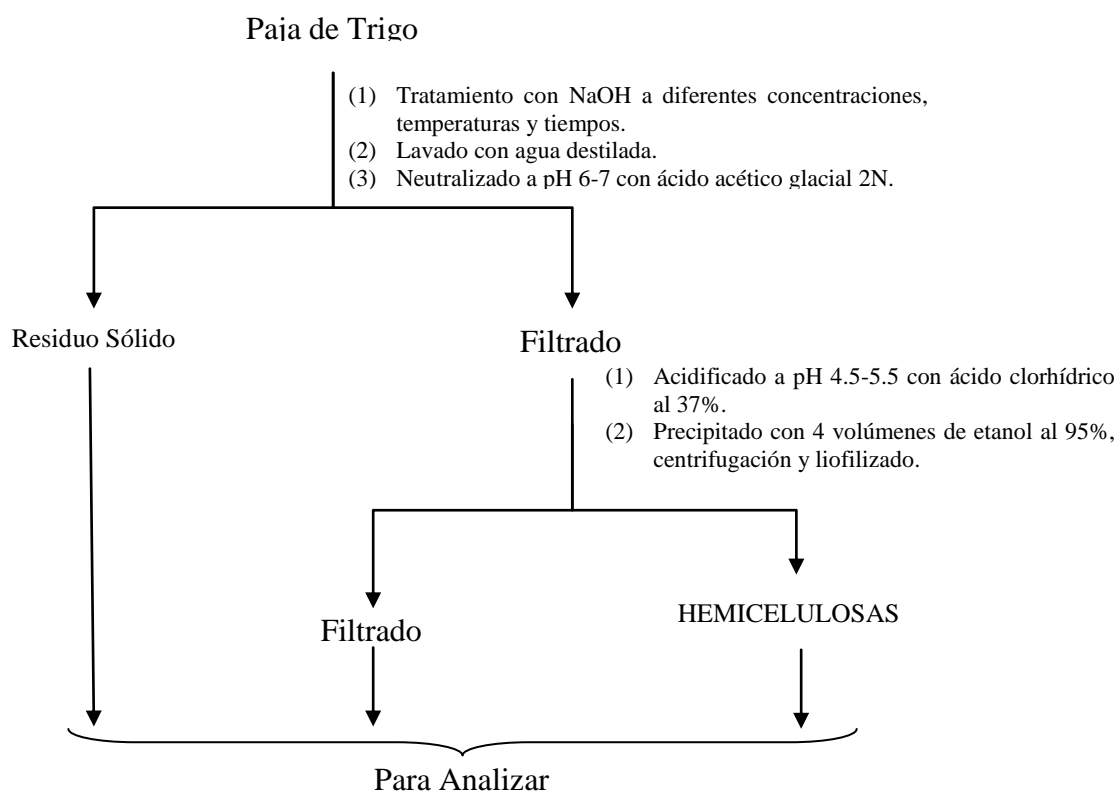 Paja de Trigo
(1) Tratamiento con NaOH a diferentes concentraciones,
temperaturas y tiempos.
(2) Lavado con agua destilada.
(3) Neutralizado a pH 6-7 con ácido acético glacial 2N.
Residuo Sólido
Filtrado
(1) Acidificado a pH 4.5-5.5 con ácido clorhídrico
al 37%.
(2) Precipitado con 4 volúmenes de etanol al 95%,
centrifugación y liofilizado.
Filtrado
HEMICELULOSAS
Para Analizar